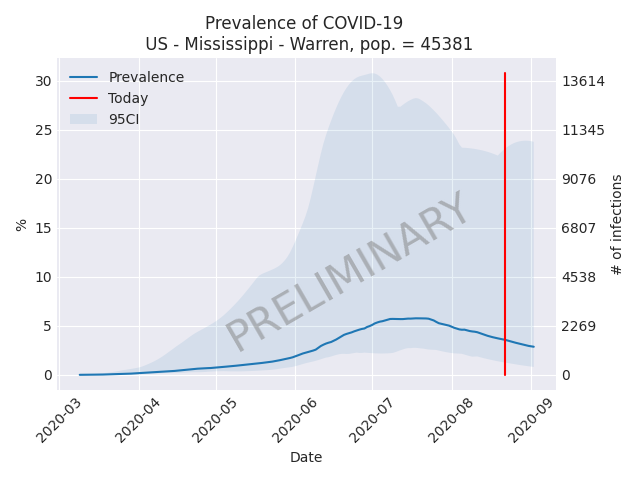 Prevalence of COVID-19
US - Mississippi - Warren, pop. = 45381
Prevalence
Today
95CI
PRELIMINARY
%
30
25
20
15
10
5
0
13614
11345
9076
6807
4538
2269
0
# of infections
2020-03
2020-04
2020-05
2020-06
2020-07
2020-08
2020-09
Date